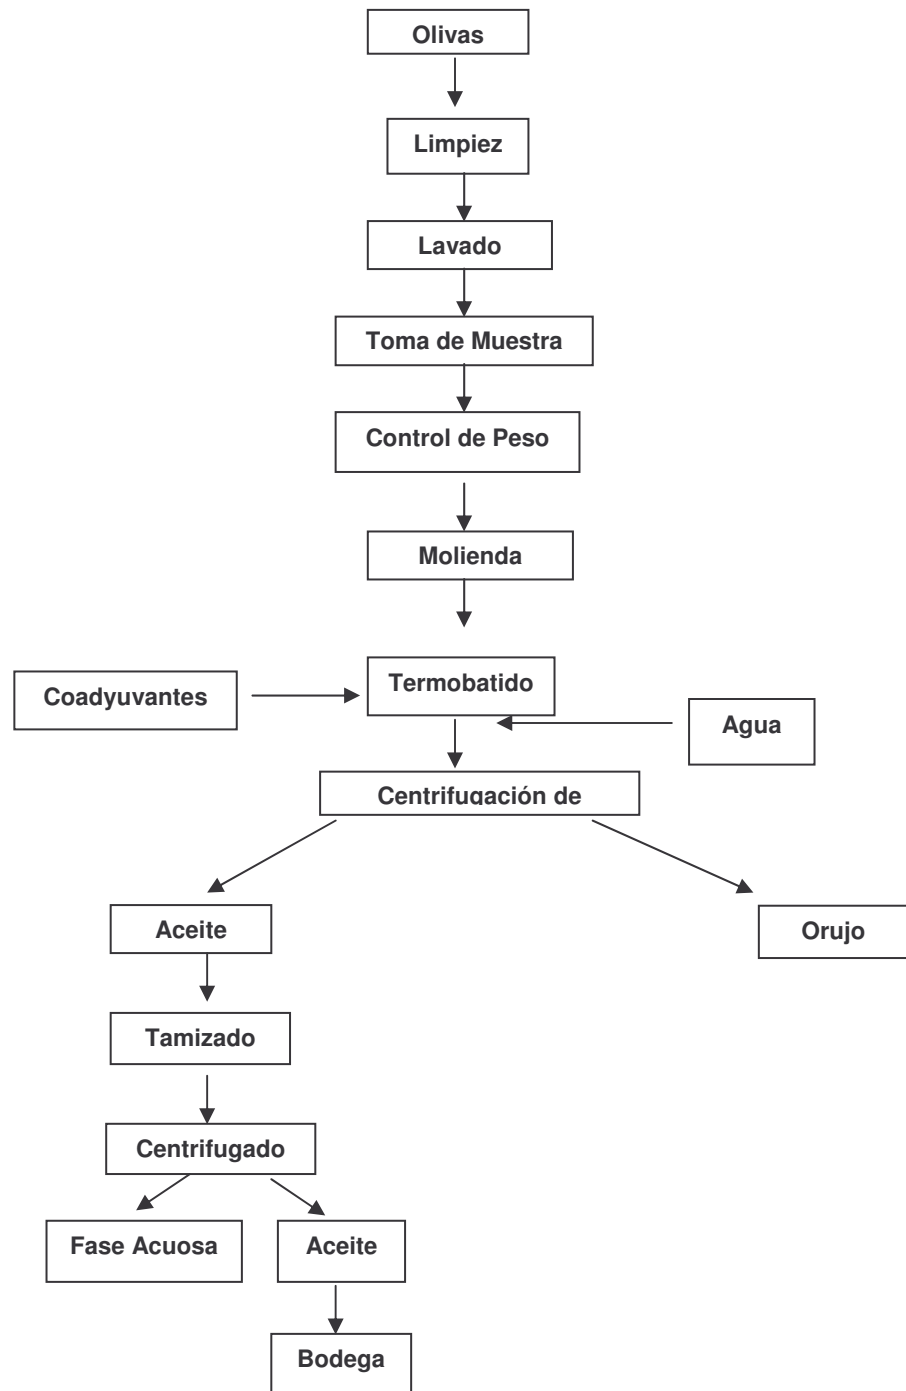 Olivas
Limpiez
Lavado
Toma de Muestra
Control de Peso
Molienda
Termobatido
Coadyuvantes
Agua
Centrifugación de
Aceite
Orujo
Tamizado
Centrifugado
Fase Acuosa
Aceite
Bodega